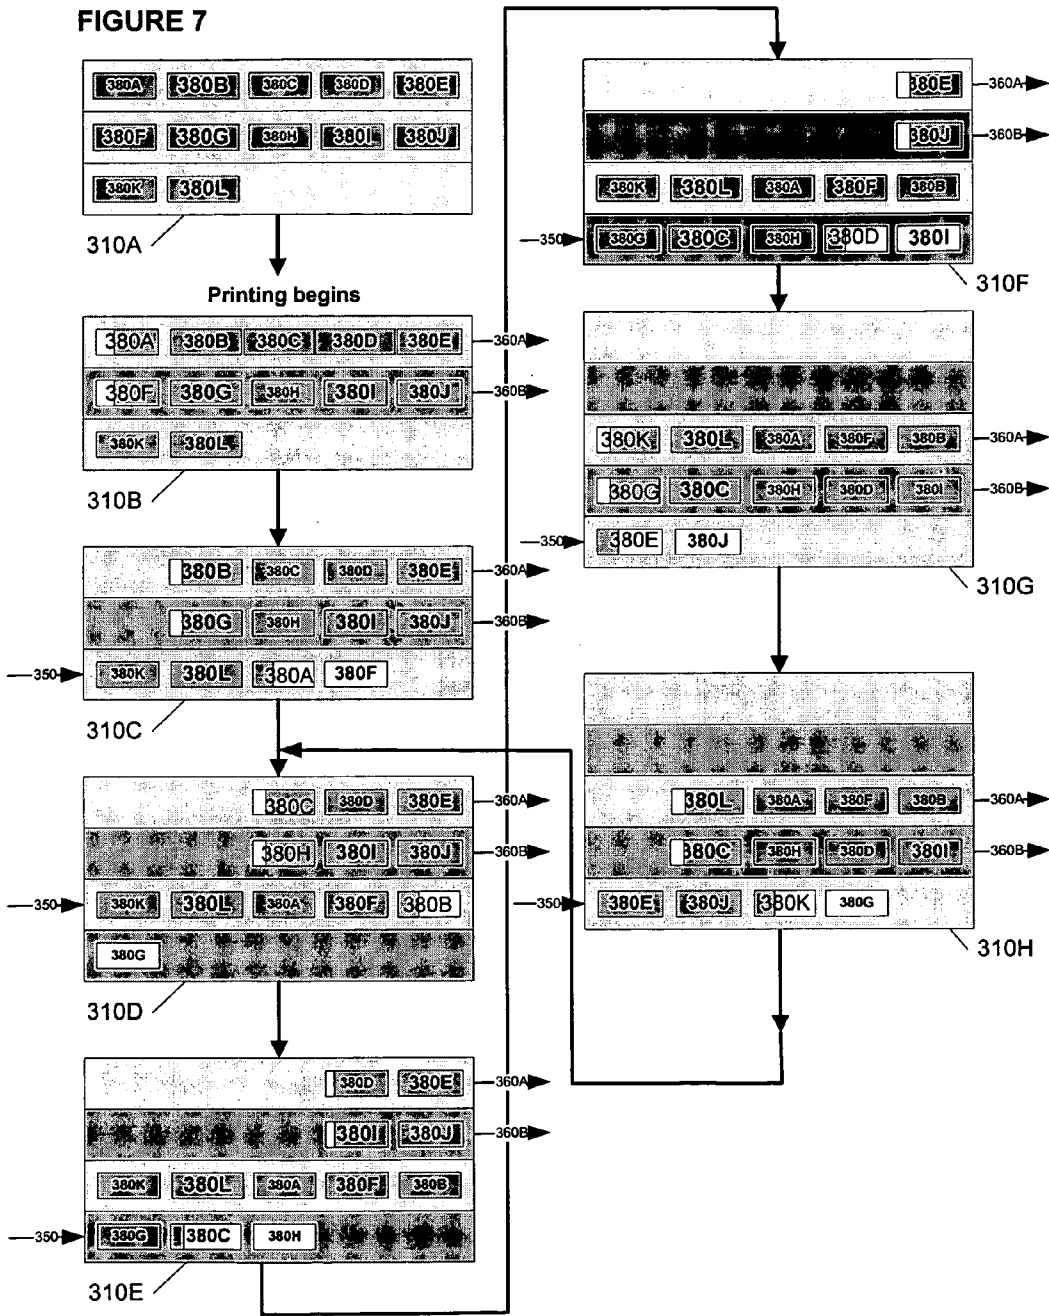 FIGURE 7
380A 380B 380C 380D 380E
380F 380G 380H 380I 380J
380K 380L
310A
Printing begins
380A 380B 380C 380D 380E 360A
380F 380G 380H 380I 380J 360B
380K 380L
310B
380B 380C 380D 380E 360A
380G 380H 380I 380J 360B
350 380K 380L 380A 380F
310C
380C 380D 380E 360A
380H 380I 380J 360B
350 380K 380L 380A 380F 380B
380G
310D
380D 380E 360A
380I 380J 360B
380K 380L 380A 380F 380B
350 380G 380C 380H
310E
380E 360A
380J 360B
380K 380L 380A 380F 380B
350 380G 380C 380H 380D 380I
310F
380K 380L 380A 380F 380B 360A
380G 380C 380H 380D 380I 360B
350 380E 380J
310G
380L 380A 380F 380B 360A
380C 380H 380D 380I 360B
350 380E 380J 380K 380G
310H